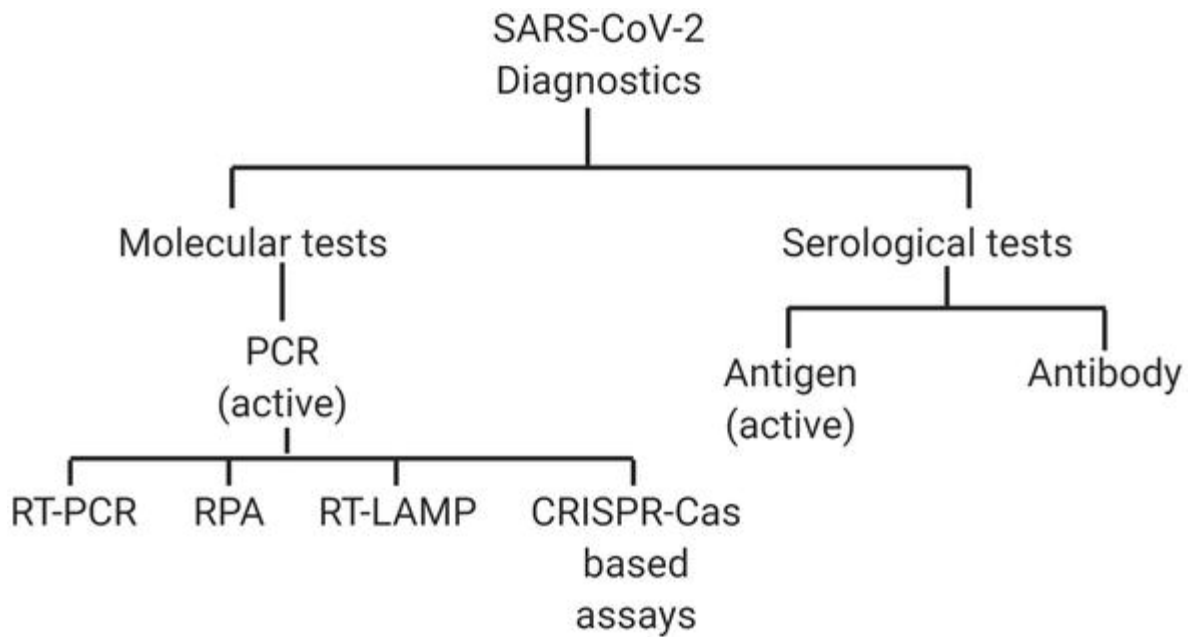 SARS-CoV-2
Diagnostics
Molecular tests
Serological tests
PCR
(active)
Antigen
(active)
Antibody
RT-PCR
RPA
RT-LAMP
CRISPR-Cas
based
assays